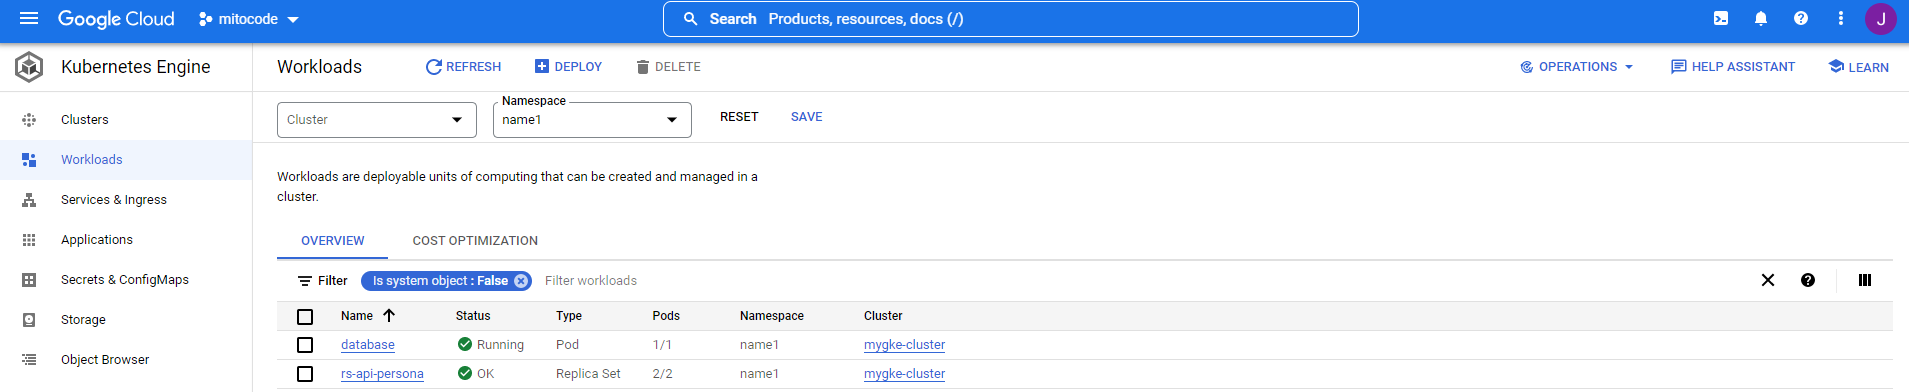 Google Cloud mitocode Search Products, resources, docs (/) J
Kubernetes Engine Workloads REFRESH DEPLOY DELETE OPERATIONS HELP ASSISTANT LEARN
Clusters
Workloads
Services & Ingress
Applications
Secrets & ConfigMaps
Storage
Object Browser
Namespace
Cluster name1 RESET SAVE
Workloads are deployable units of computing that can be created and managed in a
cluster.
OVERVIEW COST OPTIMIZATION
Filter Is system object : False Filter workloads
Name Status Type Pods Namespace Cluster
database Running Pod 1/1 name1 mygke-cluster
rs-api-persona OK Replica Set 2/2 name1 mygke-cluster